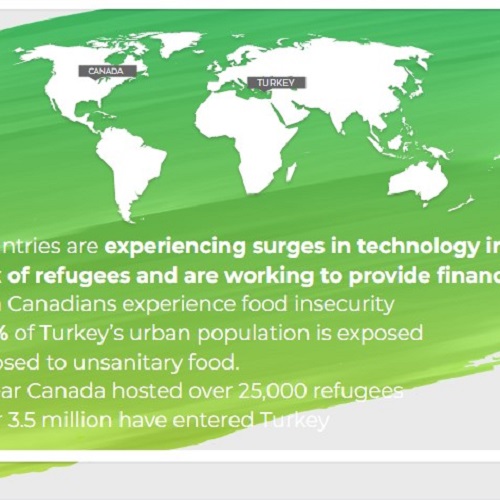 CANADA
TURKEY
ntries are experiencing surges in technology in
of refugees and are working to provide financ
Canadians experience food insecurity
% of Turkey's urban population is exposed
osed to unsanitary food.
ear Canada hosted over 25,000 refugees
3.5 million have entered Turkey